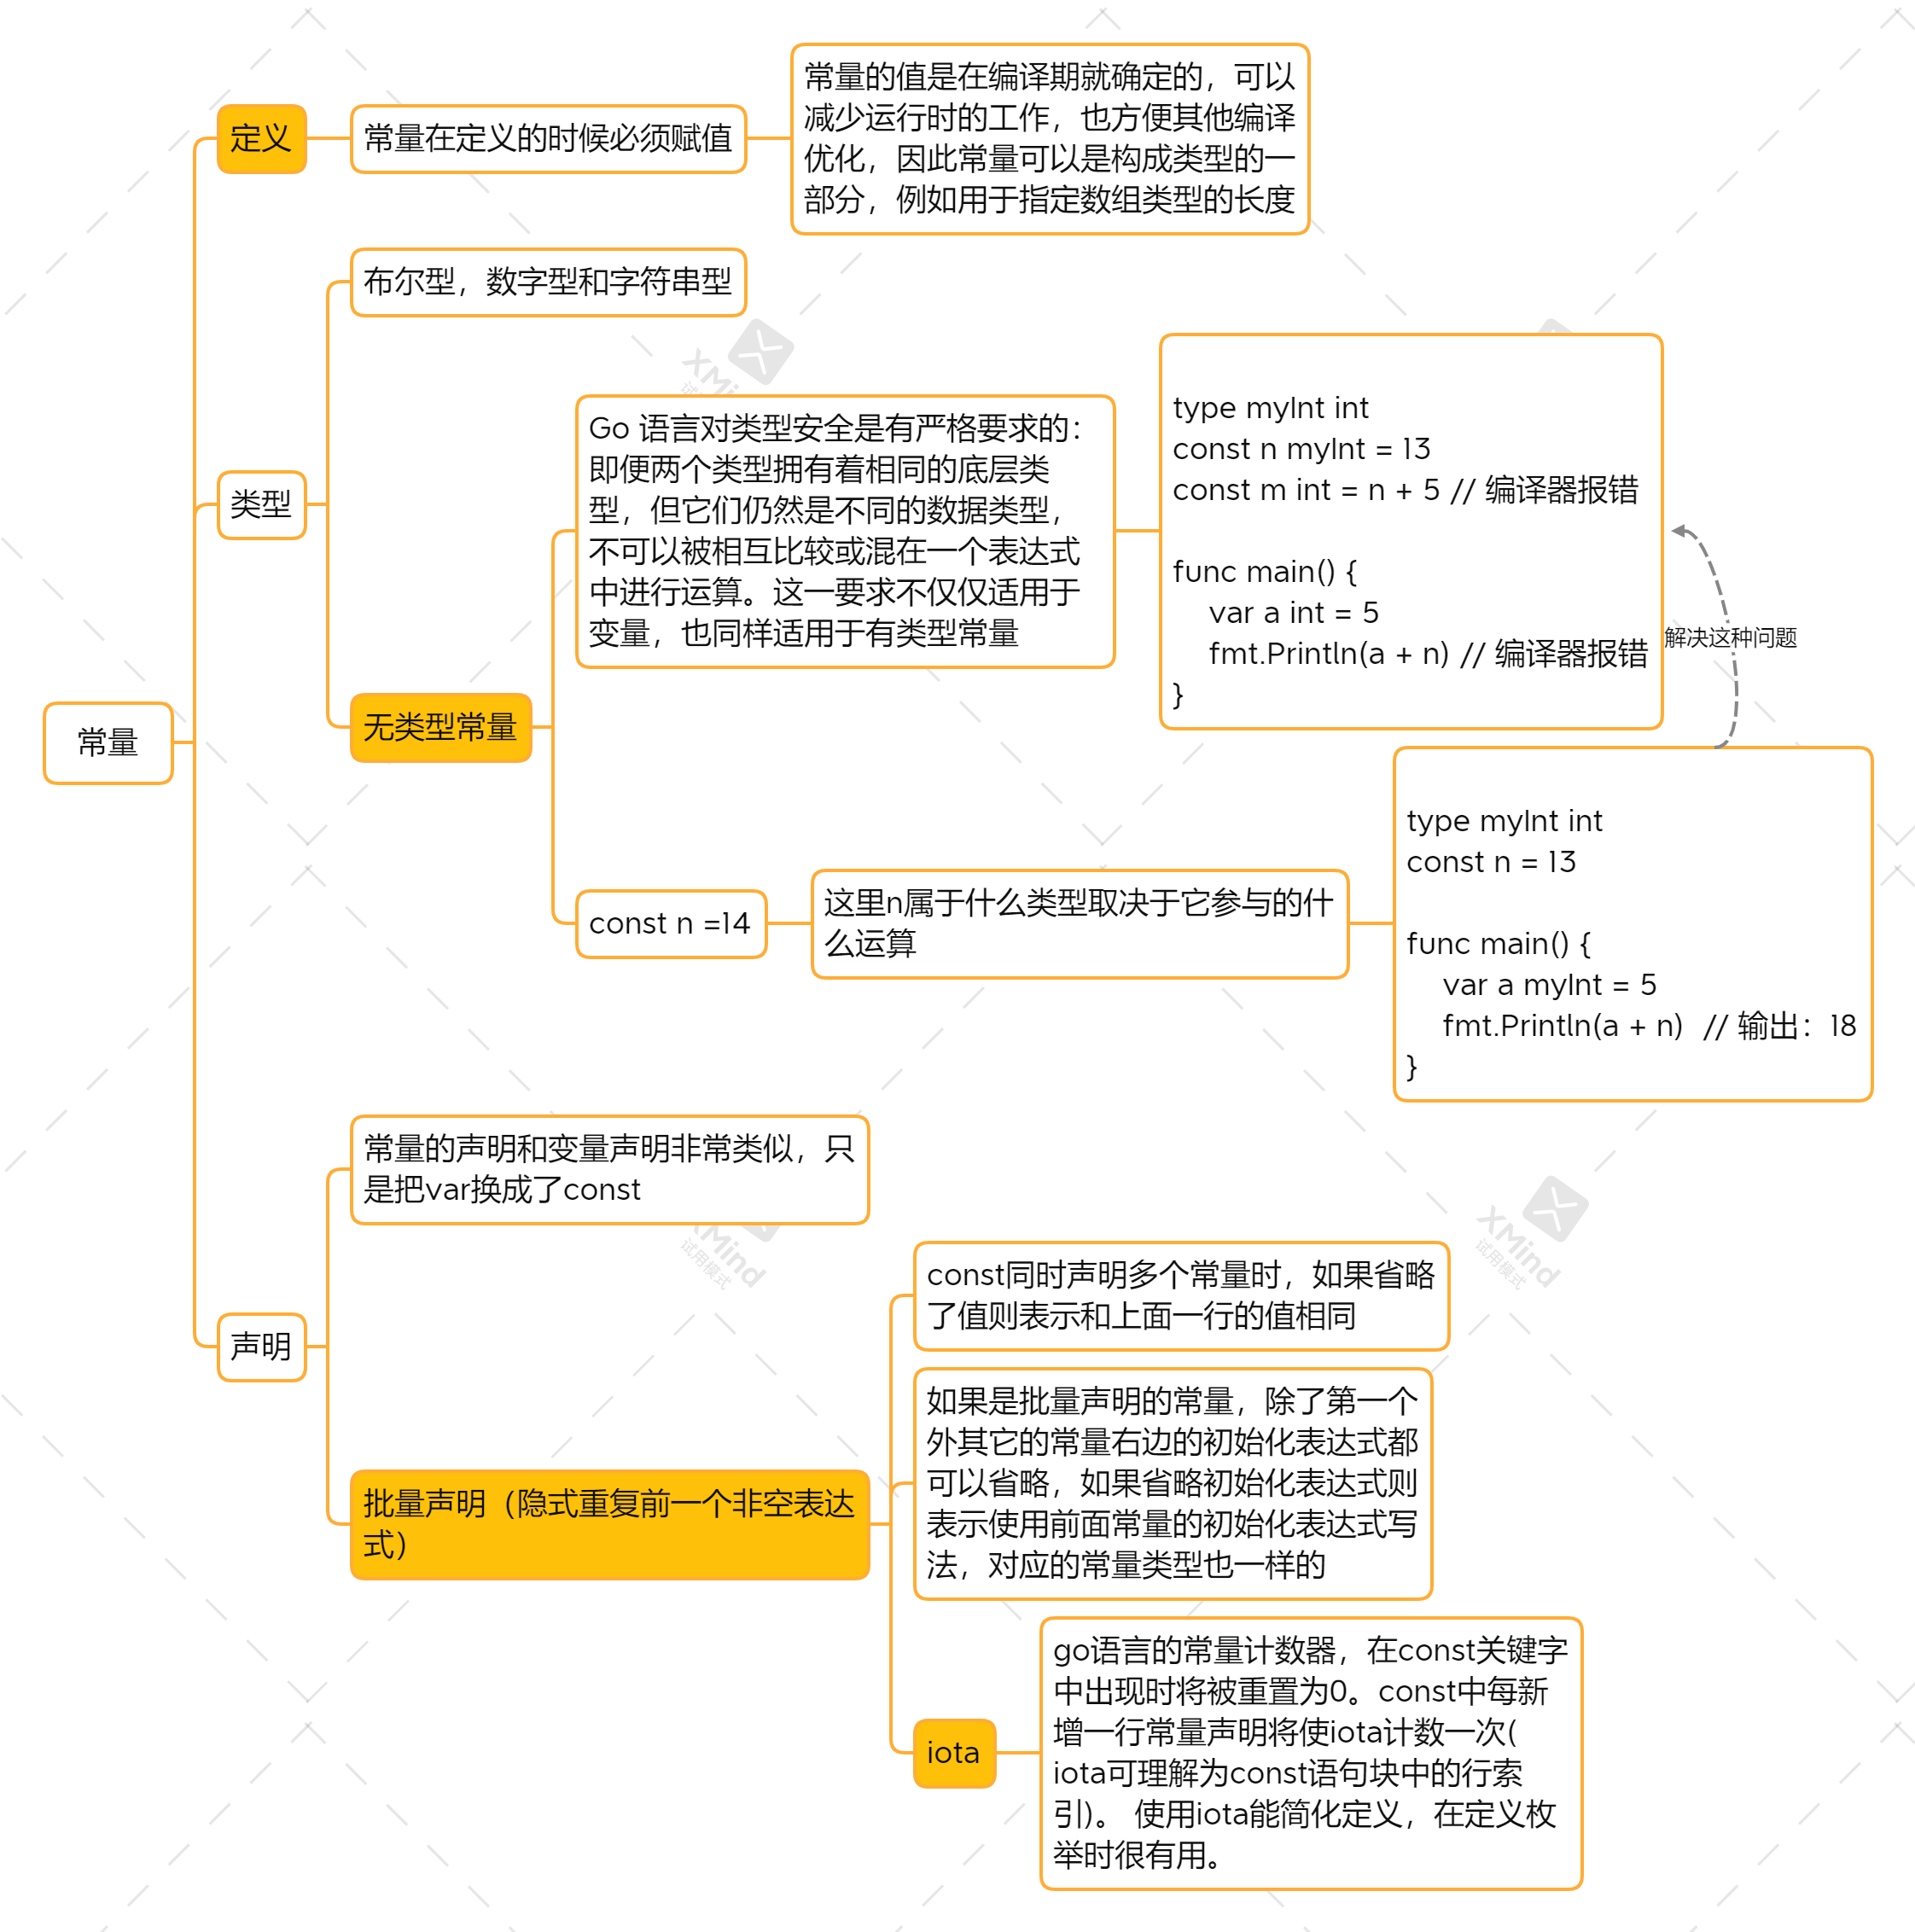 常量
定义
常量在定义的时候必须赋值
常量的值是在编译期就确定的，可以
减少运行时的工作，也方便其他编译
优化，因此常量可以是构成类型的一
部分，例如用于指定数组类型的长度
类型
布尔型，数字型和字符串型
无类型常量
Go 语言对类型安全是有严格要求的：
即便两个类型拥有着相同的底层类
型，但它们仍然是不同的数据类型，
不可以被相互比较或混在一个表达式
中进行运算。这一要求不仅仅适用于
变量，也同样适用于有类型常量
type myInt int
const n myInt = 13
const m int = n + 5 // 编译器报错
func main() {
    var a int = 5
    fmt.Println(a + n) // 编译器报错
}
解决这种问题
const n =14
这里n属于什么类型取决于它参与的什
么运算
type myInt int
const n = 13
func main() {
    var a myInt = 5
    fmt.Println(a + n)  // 输出：18
}
声明
常量的声明和变量声明非常类似，只
是把var换成了const
批量声明（隐式重复前一个非空表达
式）
const同时声明多个常量时，如果省略
了值则表示和上面一行的值相同
如果是批量声明的常量，除了第一个
外其它的常量右边的初始化表达式都
可以省略，如果省略初始化表达式则
表示使用前面常量的初始化表达式写
法，对应的常量类型也一样的
iota
go语言的常量计数器，在const关键字
中出现时将被重置为0。const中每新
增一行常量声明将使iota计数一次(
iota可理解为const语句块中的行索
引)。 使用iota能简化定义，在定义枚
举时很有用。
XMind
试用模式
XMind
试用模式